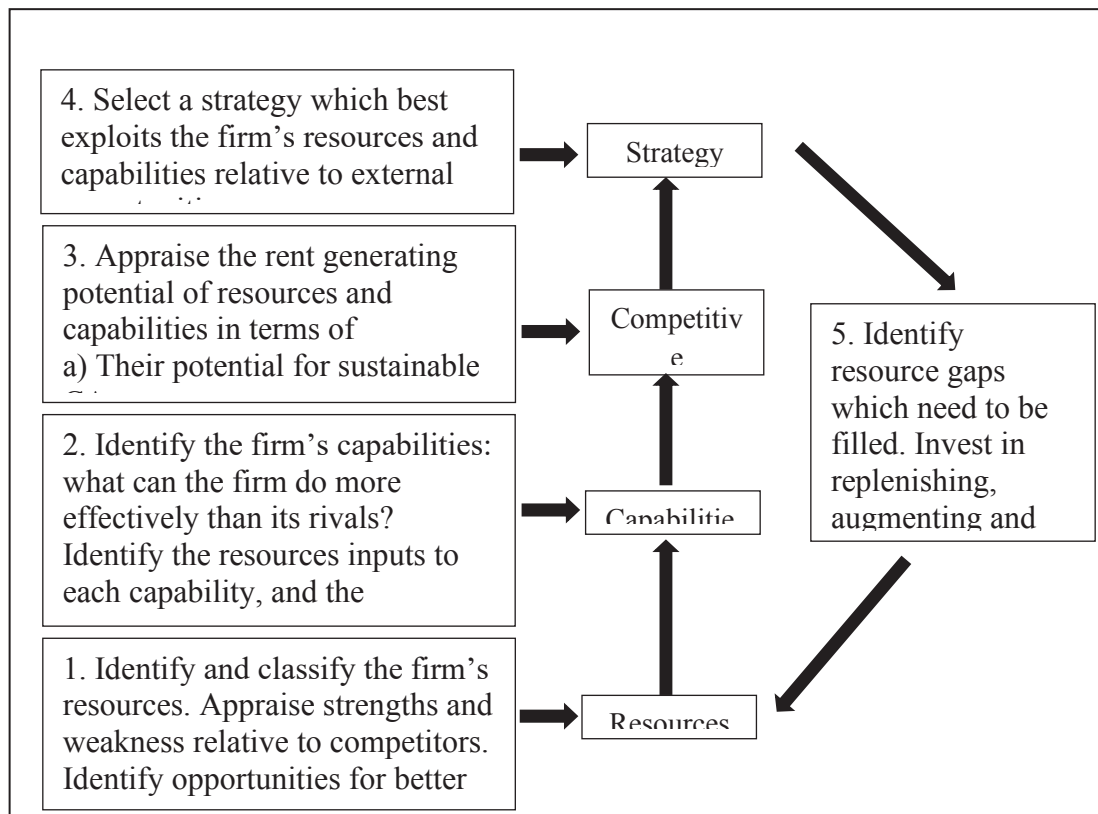 4. Select a strategy which best
exploits the firm’s resources and
capabilities relative to external
Strategy
3. Appraise the rent generating
potential of resources and
capabilities in terms of
a) Their potential for sustainable
Competitiv
e
5. Identify
resource gaps
which need to be
filled. Invest in
replenishing,
augmenting and
2. Identify the firm’s capabilities:
what can the firm do more
effectively than its rivals?
Identify the resources inputs to
each capability, and the
Capabilitie
1. Identify and classify the firm’s
resources. Appraise strengths and
weakness relative to competitors.
Identify opportunities for better
Resources